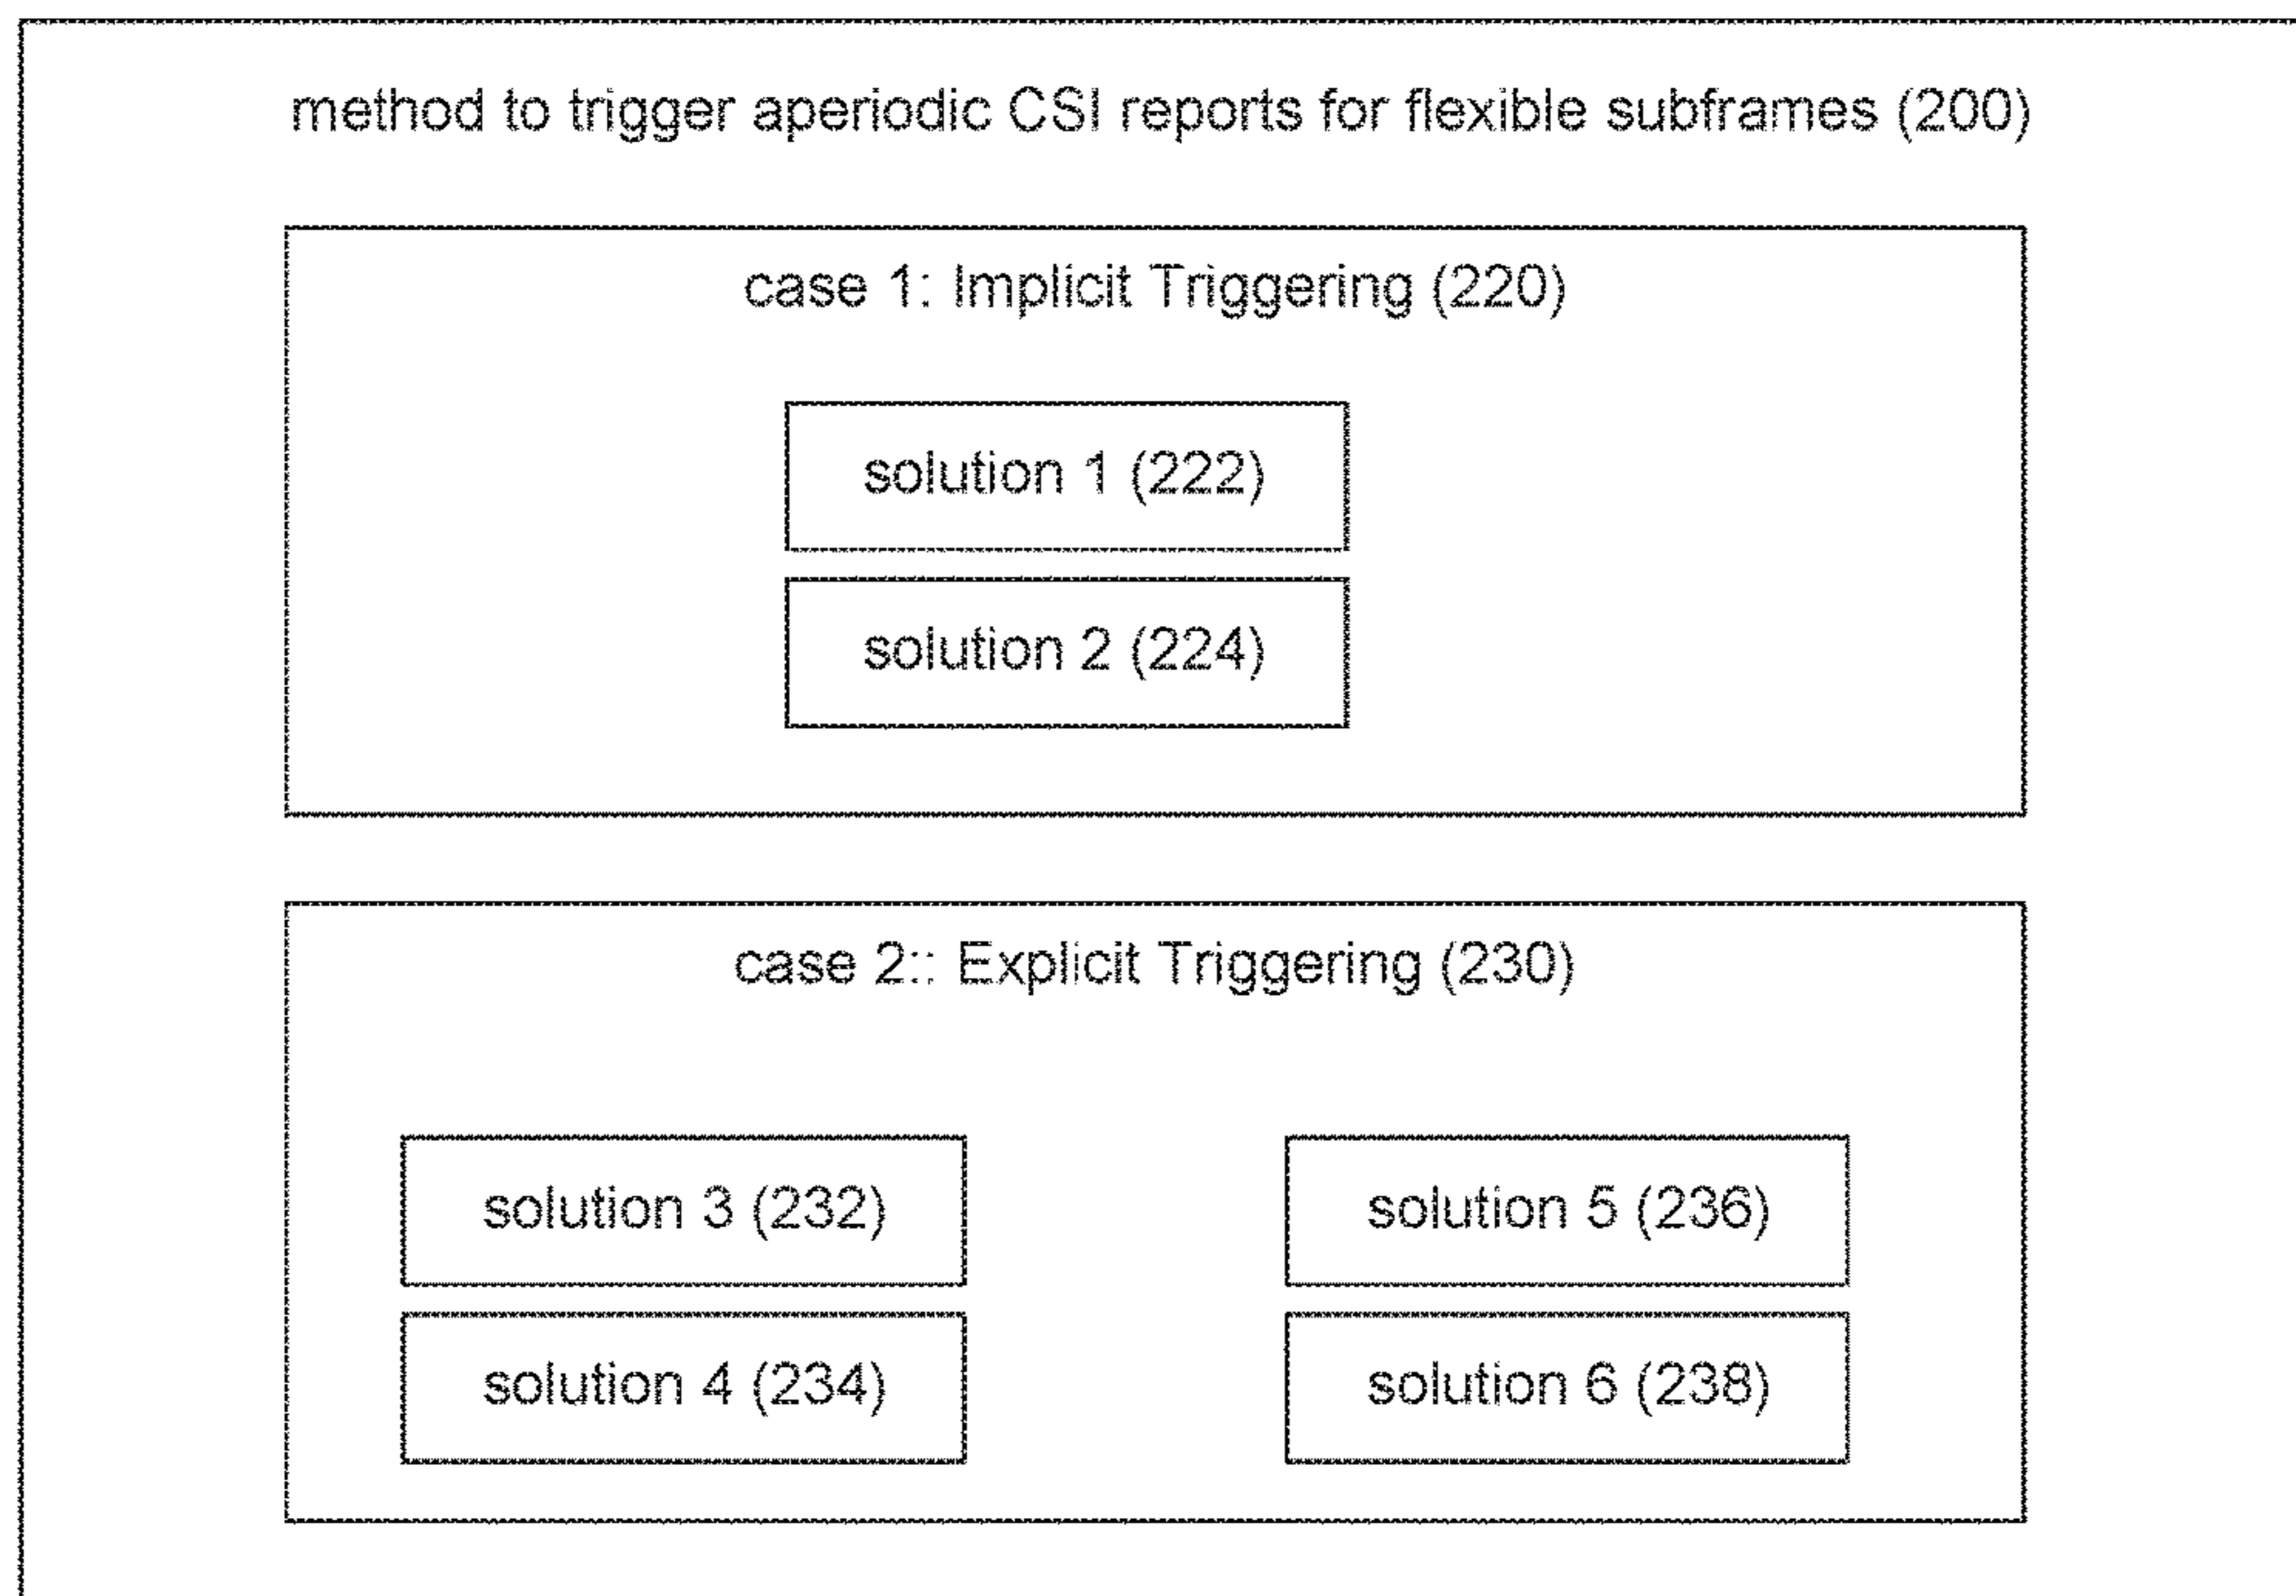 method to trigger aperiodic CSI reports for flexible subframes (200)
case 1: Implicit Triggering (220)
solution 1 (222)
solution 2 (224)
case 2:: Explicit Triggering (230)
solution 3 (232)
solution 4 (234)
solution 5 (236)
solution 6 (238)